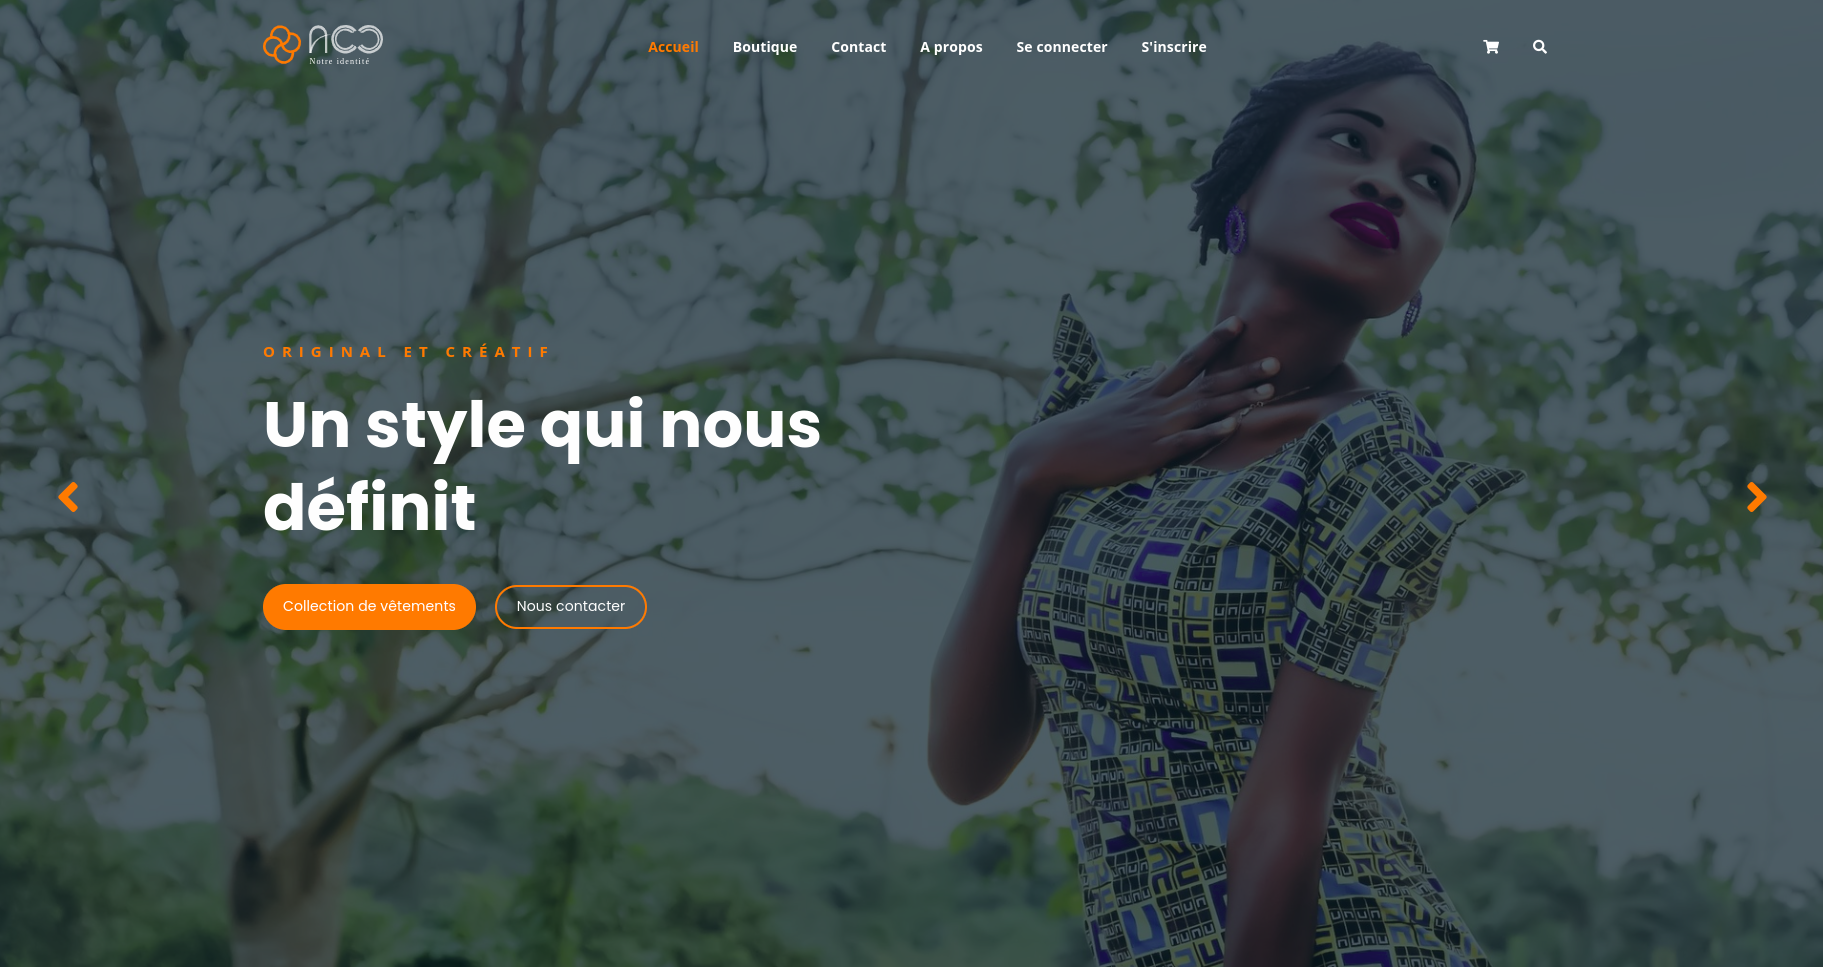 Notre identité
Accueil
Boutique
Contact
A propos
Se connecter
S'inscrire
ORIGINAL ET CRÉATIF
Un style qui nous
définit
Collection de vêtements
Nous contacter